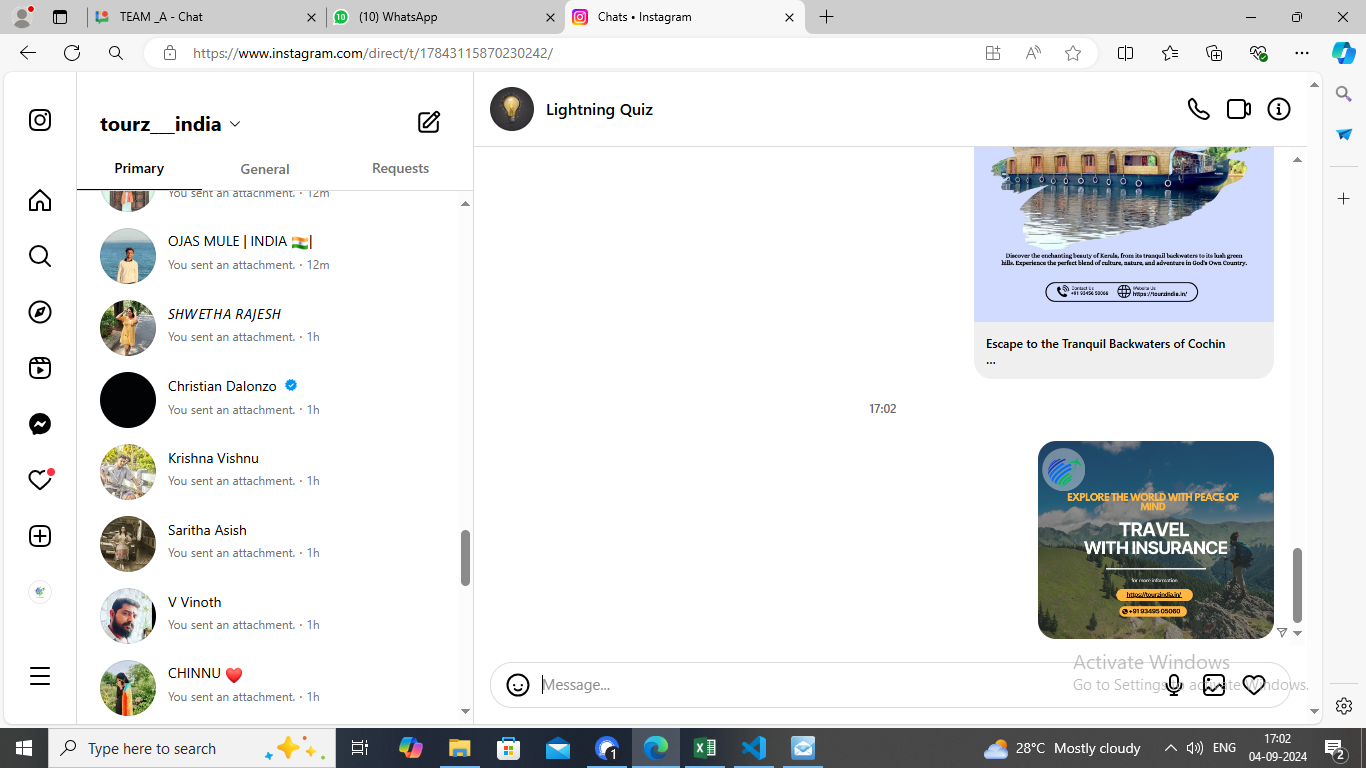 TEAM _A - Chat
(10) WhatsApp
Chats • Instagram
https://www.instagram.com/direct/t/17843115870230242/
tourz___india
Primary
General
Requests
You sent an attachment. · 12m
OJAS MULE | INDIA 🇮🇳|
You sent an attachment. · 12m
SHWETHA RAJESH
You sent an attachment. · 1h
Christian Dalonzo
You sent an attachment. · 1h
Krishna Vishnu
You sent an attachment. · 1h
Saritha Asish
You sent an attachment. · 1h
V Vinoth
You sent an attachment. · 1h
CHINNU ❤️
You sent an attachment. · 1h
Lightning Quiz
Discover the enchanting beauty of Kerala, from its tranquil backwaters to its lush green
hills. Experience the perfect blend of culture, nature, and adventure in God's Own Country.
Contact Us
Website Us
https://tourzindia.in/
Escape to the Tranquil Backwaters of Cochin
...
17:02
EXPLORE THE WORLD WITH PEACE OF
MIND
TRAVEL
WITH INSURANCE
for more information
https://tourzindia.in/
+91 93495 05060
Message...
Activate Windows
Go to Settings to activate Windows.
Type here to search
28°C Mostly cloudy
ENG
17:02
04-09-2024
2